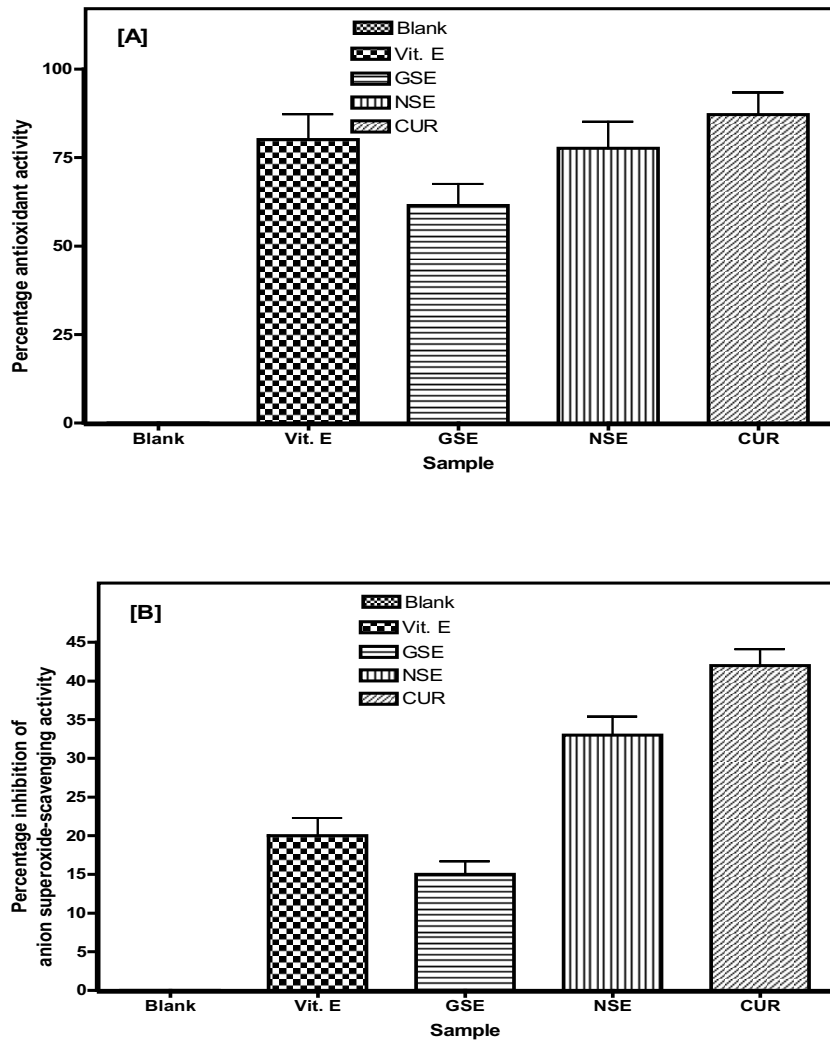 [A]
Blank
Vit. E
GSE
NSE
CUR
Percentage antioxidant activity
100
75
50
25
0
Blank Vit. E GSE NSE CUR
Sample
[B]
Blank
Vit. E
GSE
NSE
CUR
Percentage inhibition of
anion superoxide-scavenging activity
45
40
35
30
25
20
15
10
5
0
Blank Vit. E GSE NSE CUR
Sample